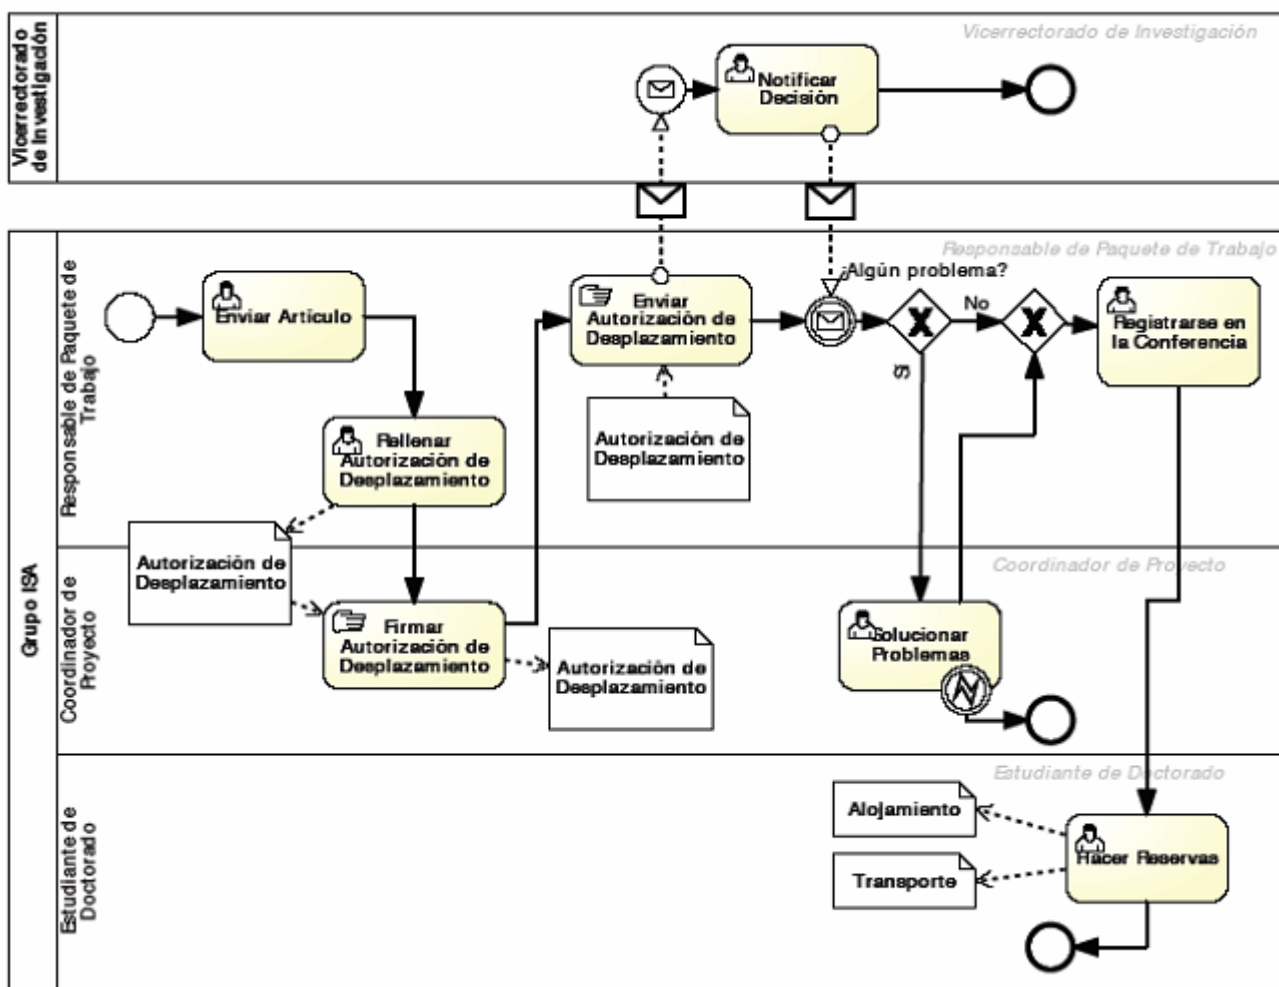 Vicerrectorado
de Investigación
Vicerrectorado de Investigación
Notificar
Decisión
Grupo ISA
Responsable de Paquete de
Trabajo
Responsable de Paquete de Trabajo
Enviar Artículo
Rellenar
Autorización de
Desplazamiento
Autorización de
Desplazamiento
Enviar
Autorización de
Desplazamiento
Autorización de
Desplazamiento
¿Algún problema?
No
Sí
Registrarse en
la Conferencia
Coordinador de
Proyecto
Coordinador de Proyecto
Firmar
Autorización de
Desplazamiento
Autorización de
Desplazamiento
Solucionar
Problemas
Estudiante de
Doctorado
Estudiante de Doctorado
Alojamiento
Transporte
Hacer Reservas